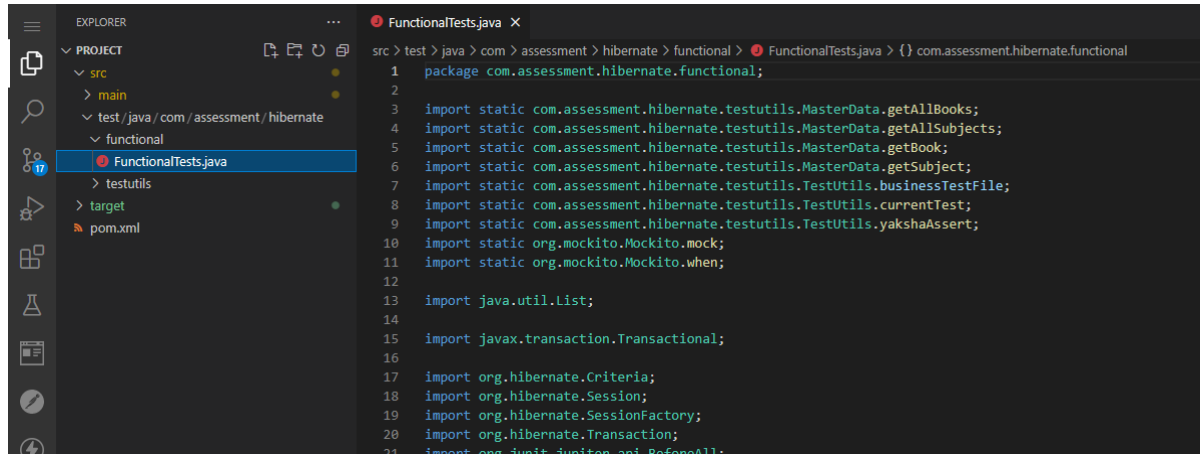 EXPLORER
···
FunctionalTests.java
PROJECT
src > test > java > com > assessment > hibernate > functional > FunctionalTests.java > {} com.assessment.hibernate.functional
src
main
test/java/com/assessment/hibernate
functional
FunctionalTests.java
testutils
target
pom.xml
17
1 package com.assessment.hibernate.functional;
2
3 import static com.assessment.hibernate.testutils.MasterData.getAllBooks;
4 import static com.assessment.hibernate.testutils.MasterData.getAllSubjects;
5 import static com.assessment.hibernate.testutils.MasterData.getBook;
6 import static com.assessment.hibernate.testutils.MasterData.getSubject;
7 import static com.assessment.hibernate.testutils.TestUtils.businessTestFile;
8 import static com.assessment.hibernate.testutils.TestUtils.currentTest;
9 import static com.assessment.hibernate.testutils.TestUtils.yakshaAssert;
10 import static org.mockito.Mockito.mock;
11 import static org.mockito.Mockito.when;
12
13 import java.util.List;
14
15 import javax.transaction.Transactional;
16
17 import org.hibernate.Criteria;
18 import org.hibernate.Session;
19 import org.hibernate.SessionFactory;
20 import org.hibernate.Transaction;
21 import org.junit.jupiter.api.BeforeAll;